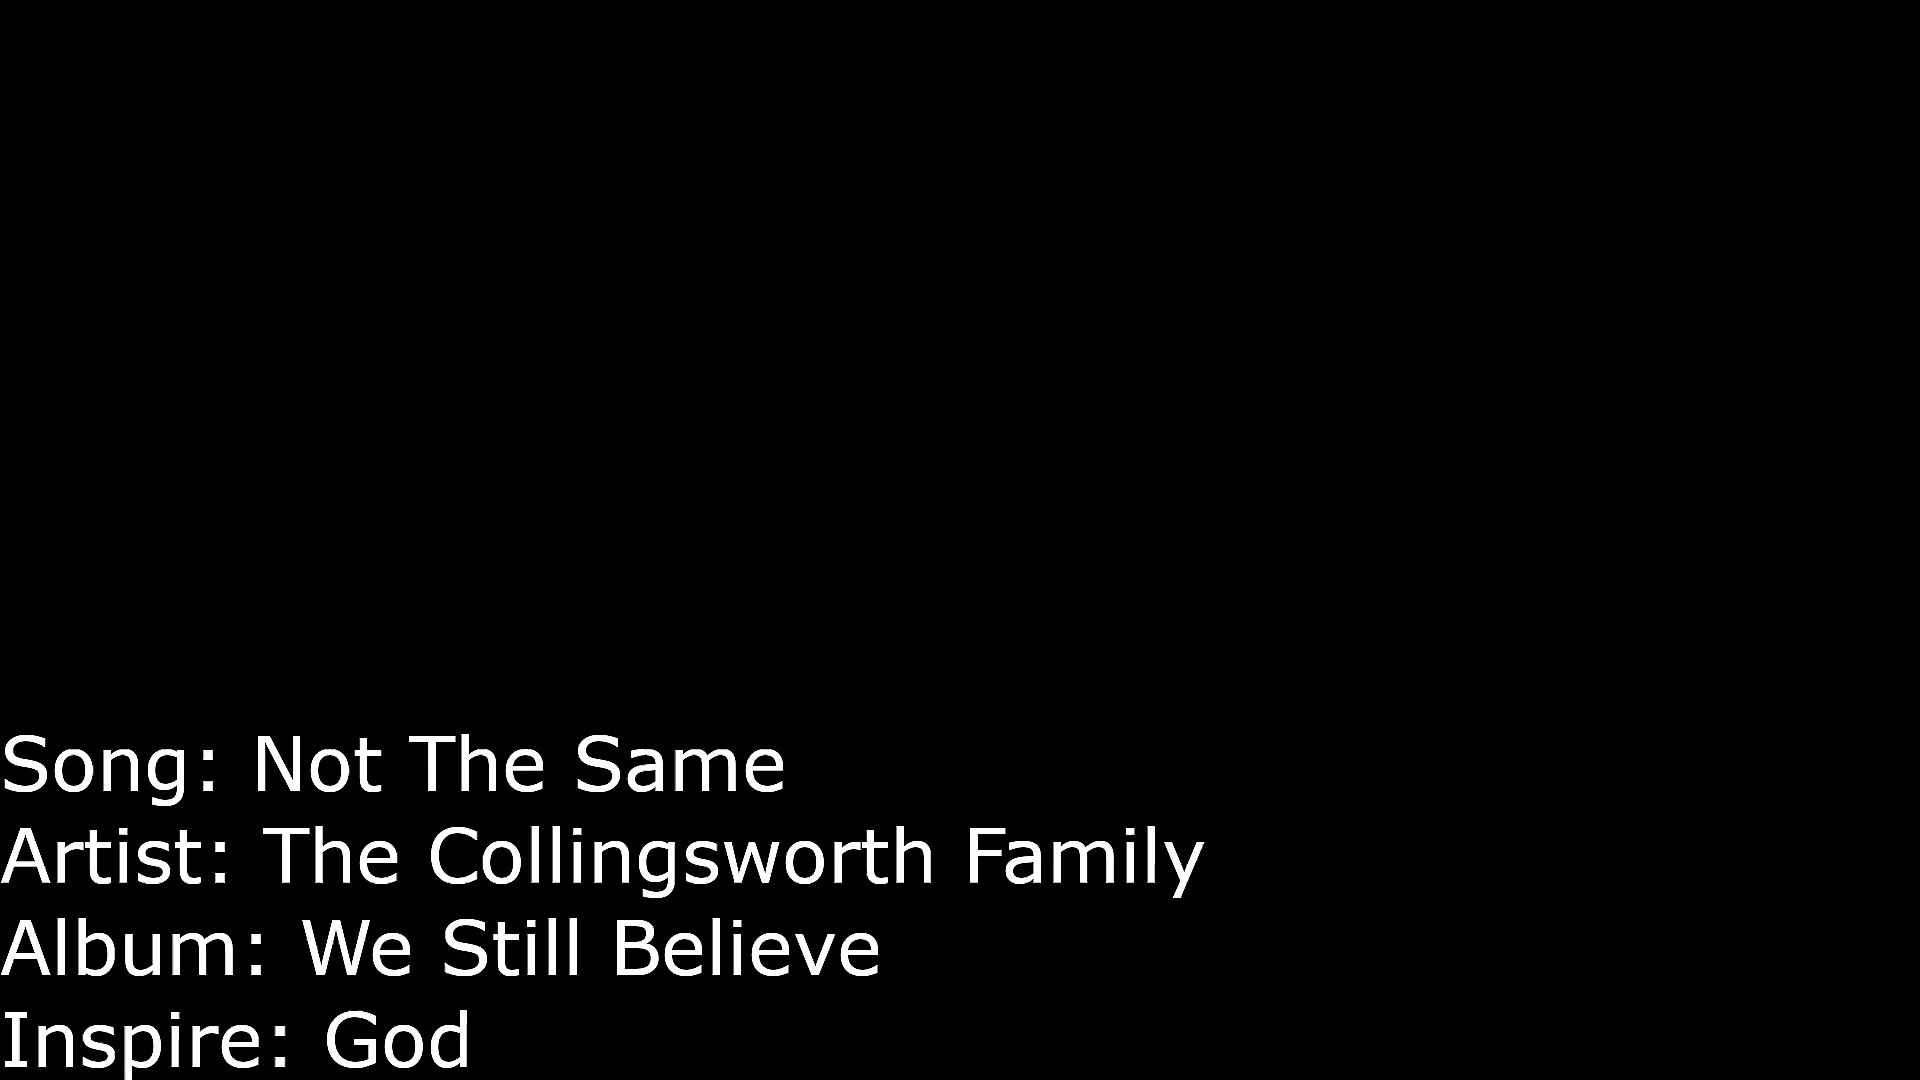 Song: Not The Same
Artist: The Collingsworth Family
Album: We Still Believe
Inspire: God